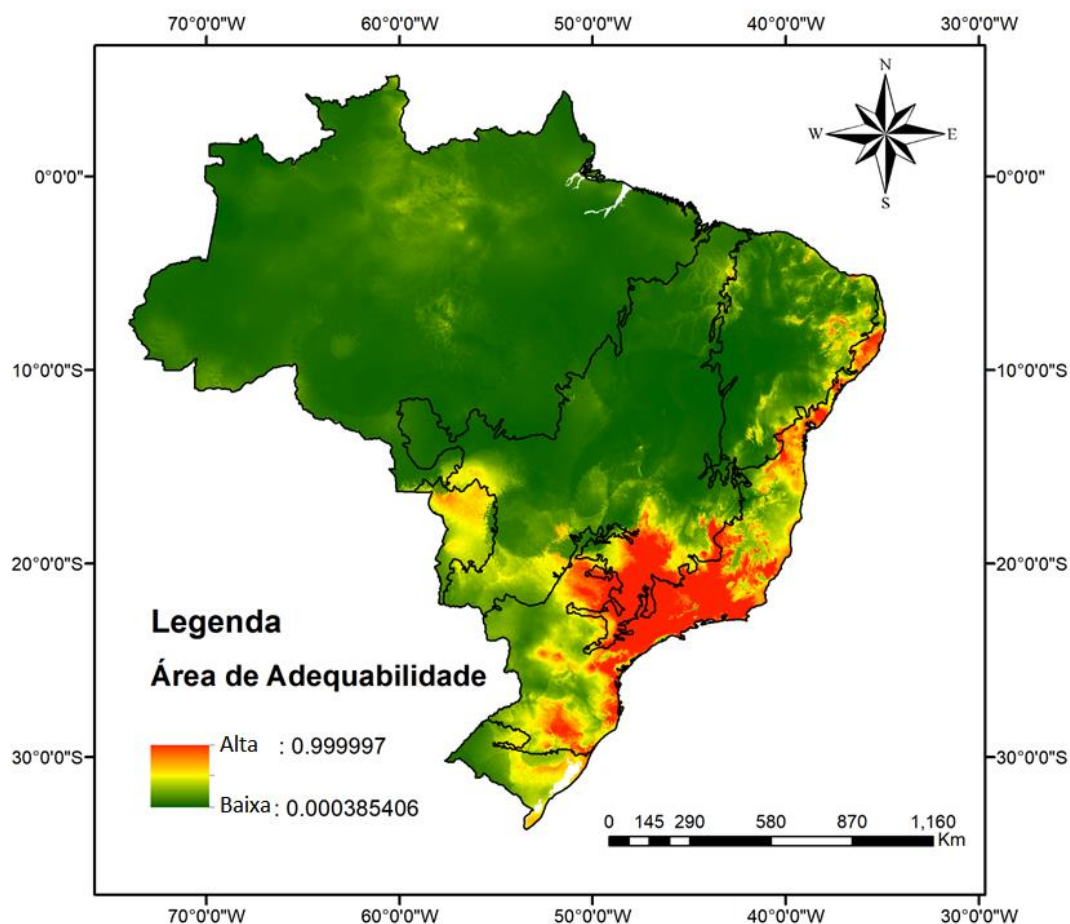 70°0'0"W 60°0'0"W 50°0'0"W 40°0'0"W 30°0'0"W
N
W E
S
0°0'0" 0°0'0"
10°0'0"S 10°0'0"S
20°0'0"S 20°0'0"S
Legenda
Área de Adequabilidade
Alta : 0.999997
Baixa : 0.000385406
30°0'0"S 30°0'0"S
0 145 290 580 870 1,160
Km
70°0'0"W 60°0'0"W 50°0'0"W 40°0'0"W 30°0'0"W